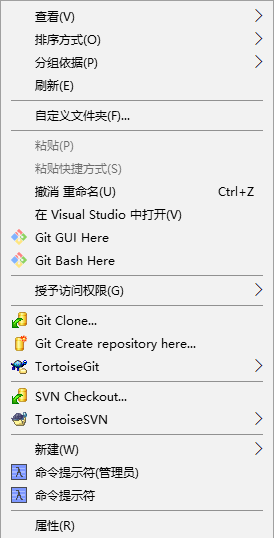 查看(V)
排序方式(O)
分组依据(P)
刷新(E)
自定义文件夹(F)...
粘贴(P)
粘贴快捷方式(S)
撤消 重命名(U) Ctrl+Z
在 Visual Studio 中打开(V)
Git GUI Here
Git Bash Here
授予访问权限(G)
Git Clone...
Git Create repository here...
TortoiseGit
SVN Checkout...
TortoiseSVN
新建(W)
命令提示符(管理员)
命令提示符
属性(R)